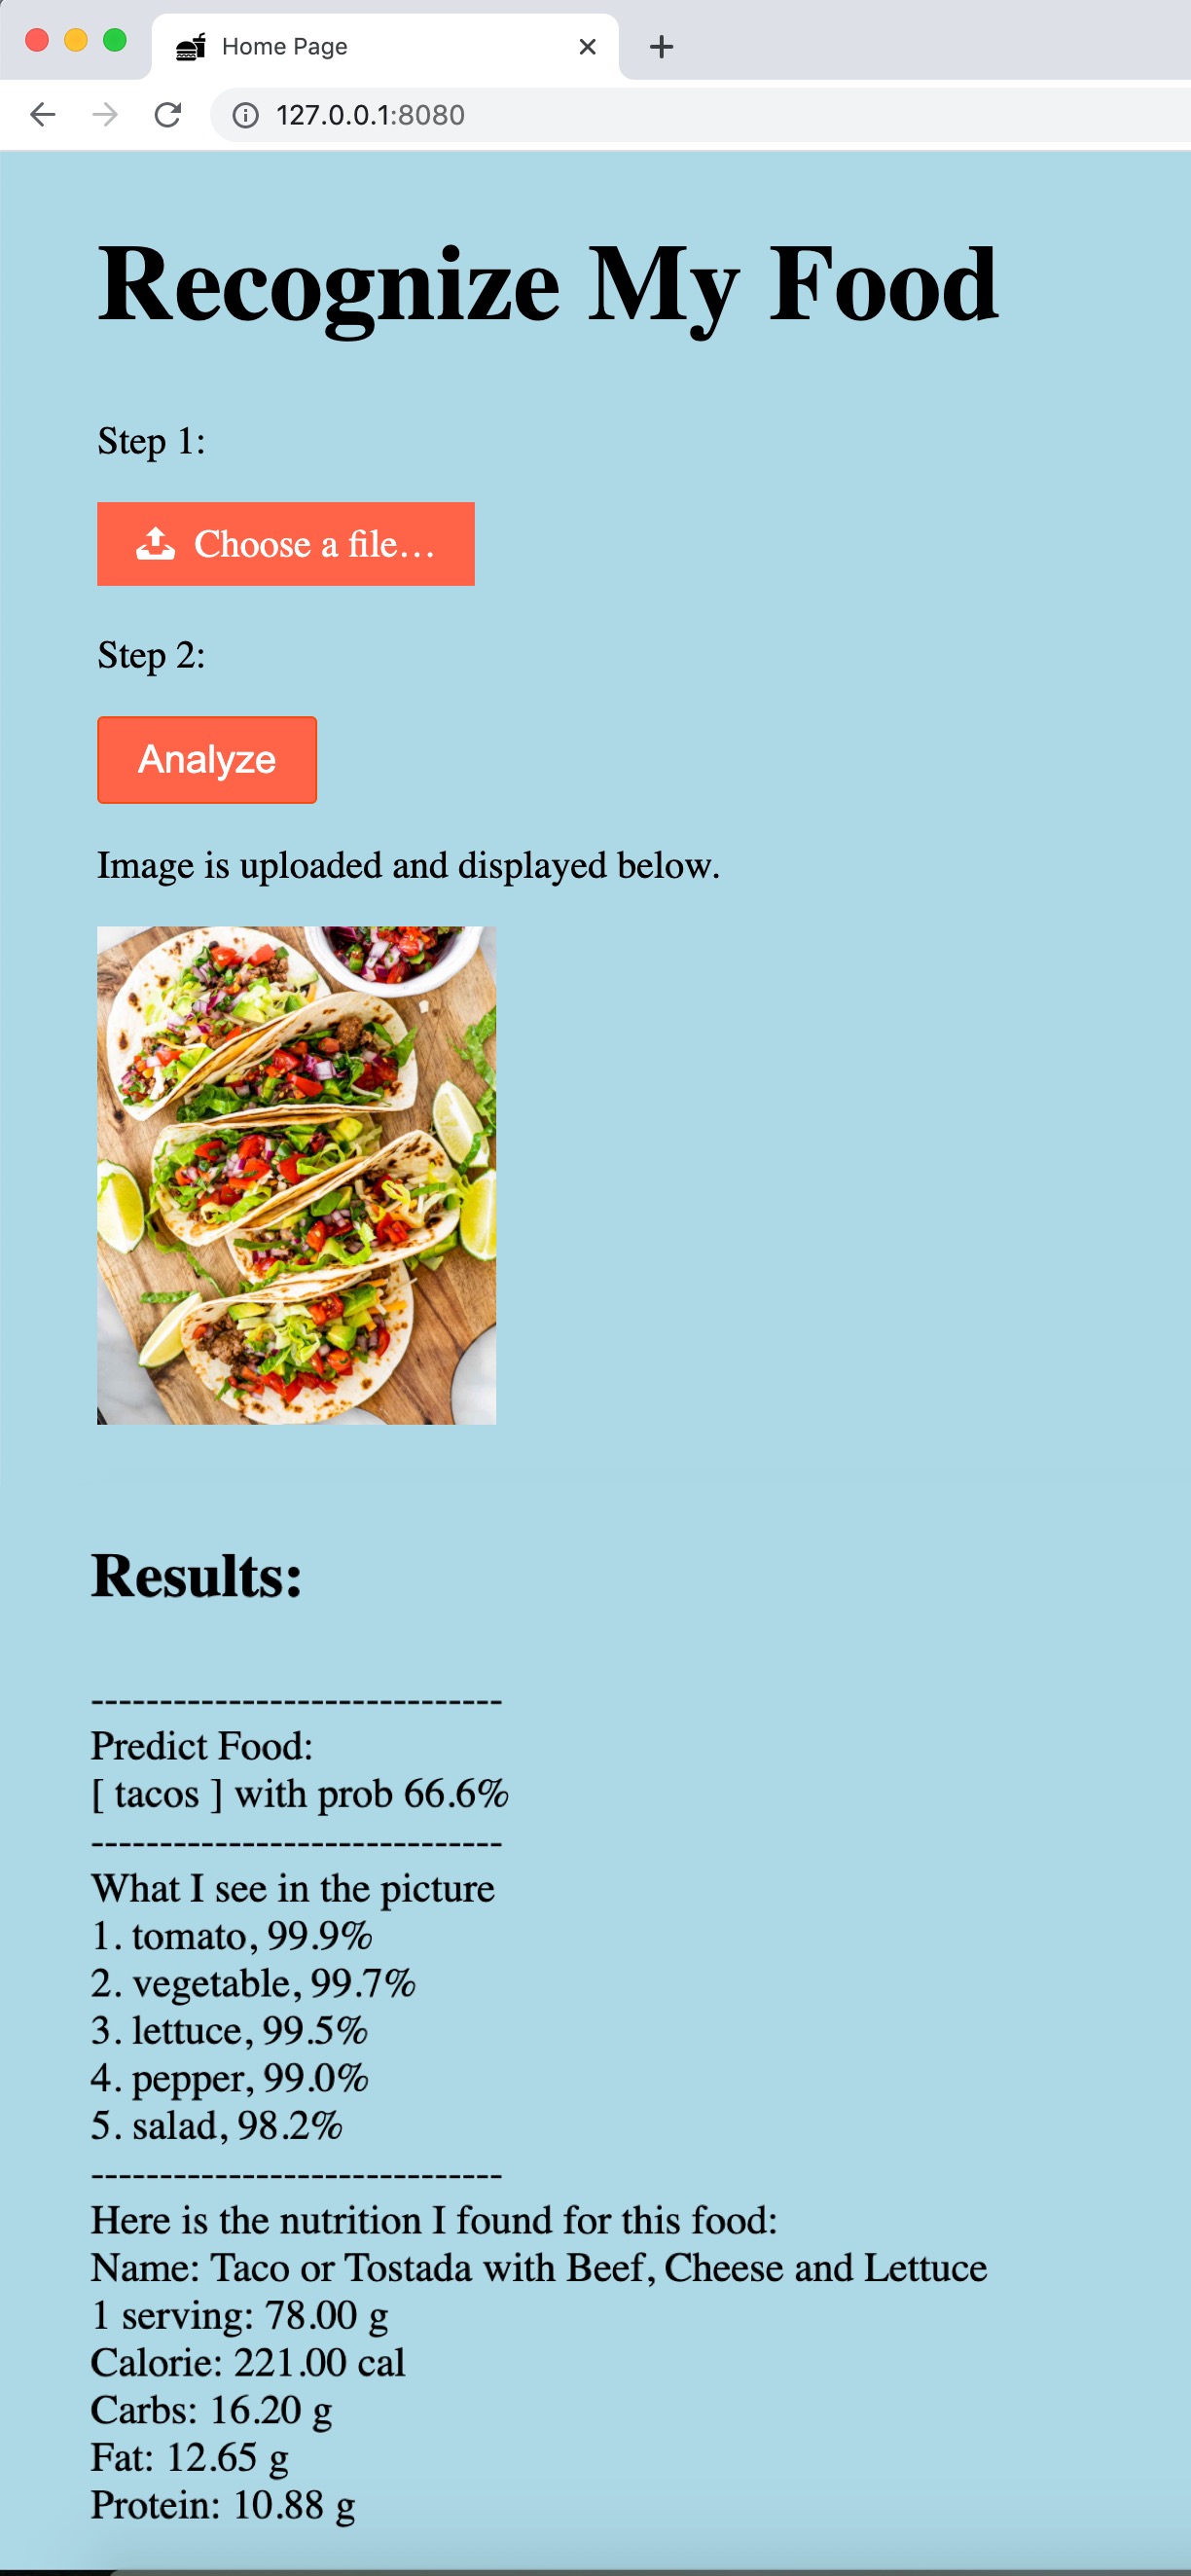 Home Page
127.0.0.1:8080
Recognize My Food
Step 1:
Choose a file…
Step 2:
Analyze
Image is uploaded and displayed below.
Results:
------------------------------
Predict Food:
[ tacos ] with prob 66.6%
------------------------------
What I see in the picture
1. tomato, 99.9%
2. vegetable, 99.7%
3. lettuce, 99.5%
4. pepper, 99.0%
5. salad, 98.2%
------------------------------
Here is the nutrition I found for this food:
Name: Taco or Tostada with Beef, Cheese and Lettuce
1 serving: 78.00 g
Calorie: 221.00 cal
Carbs: 16.20 g
Fat: 12.65 g
Protein: 10.88 g